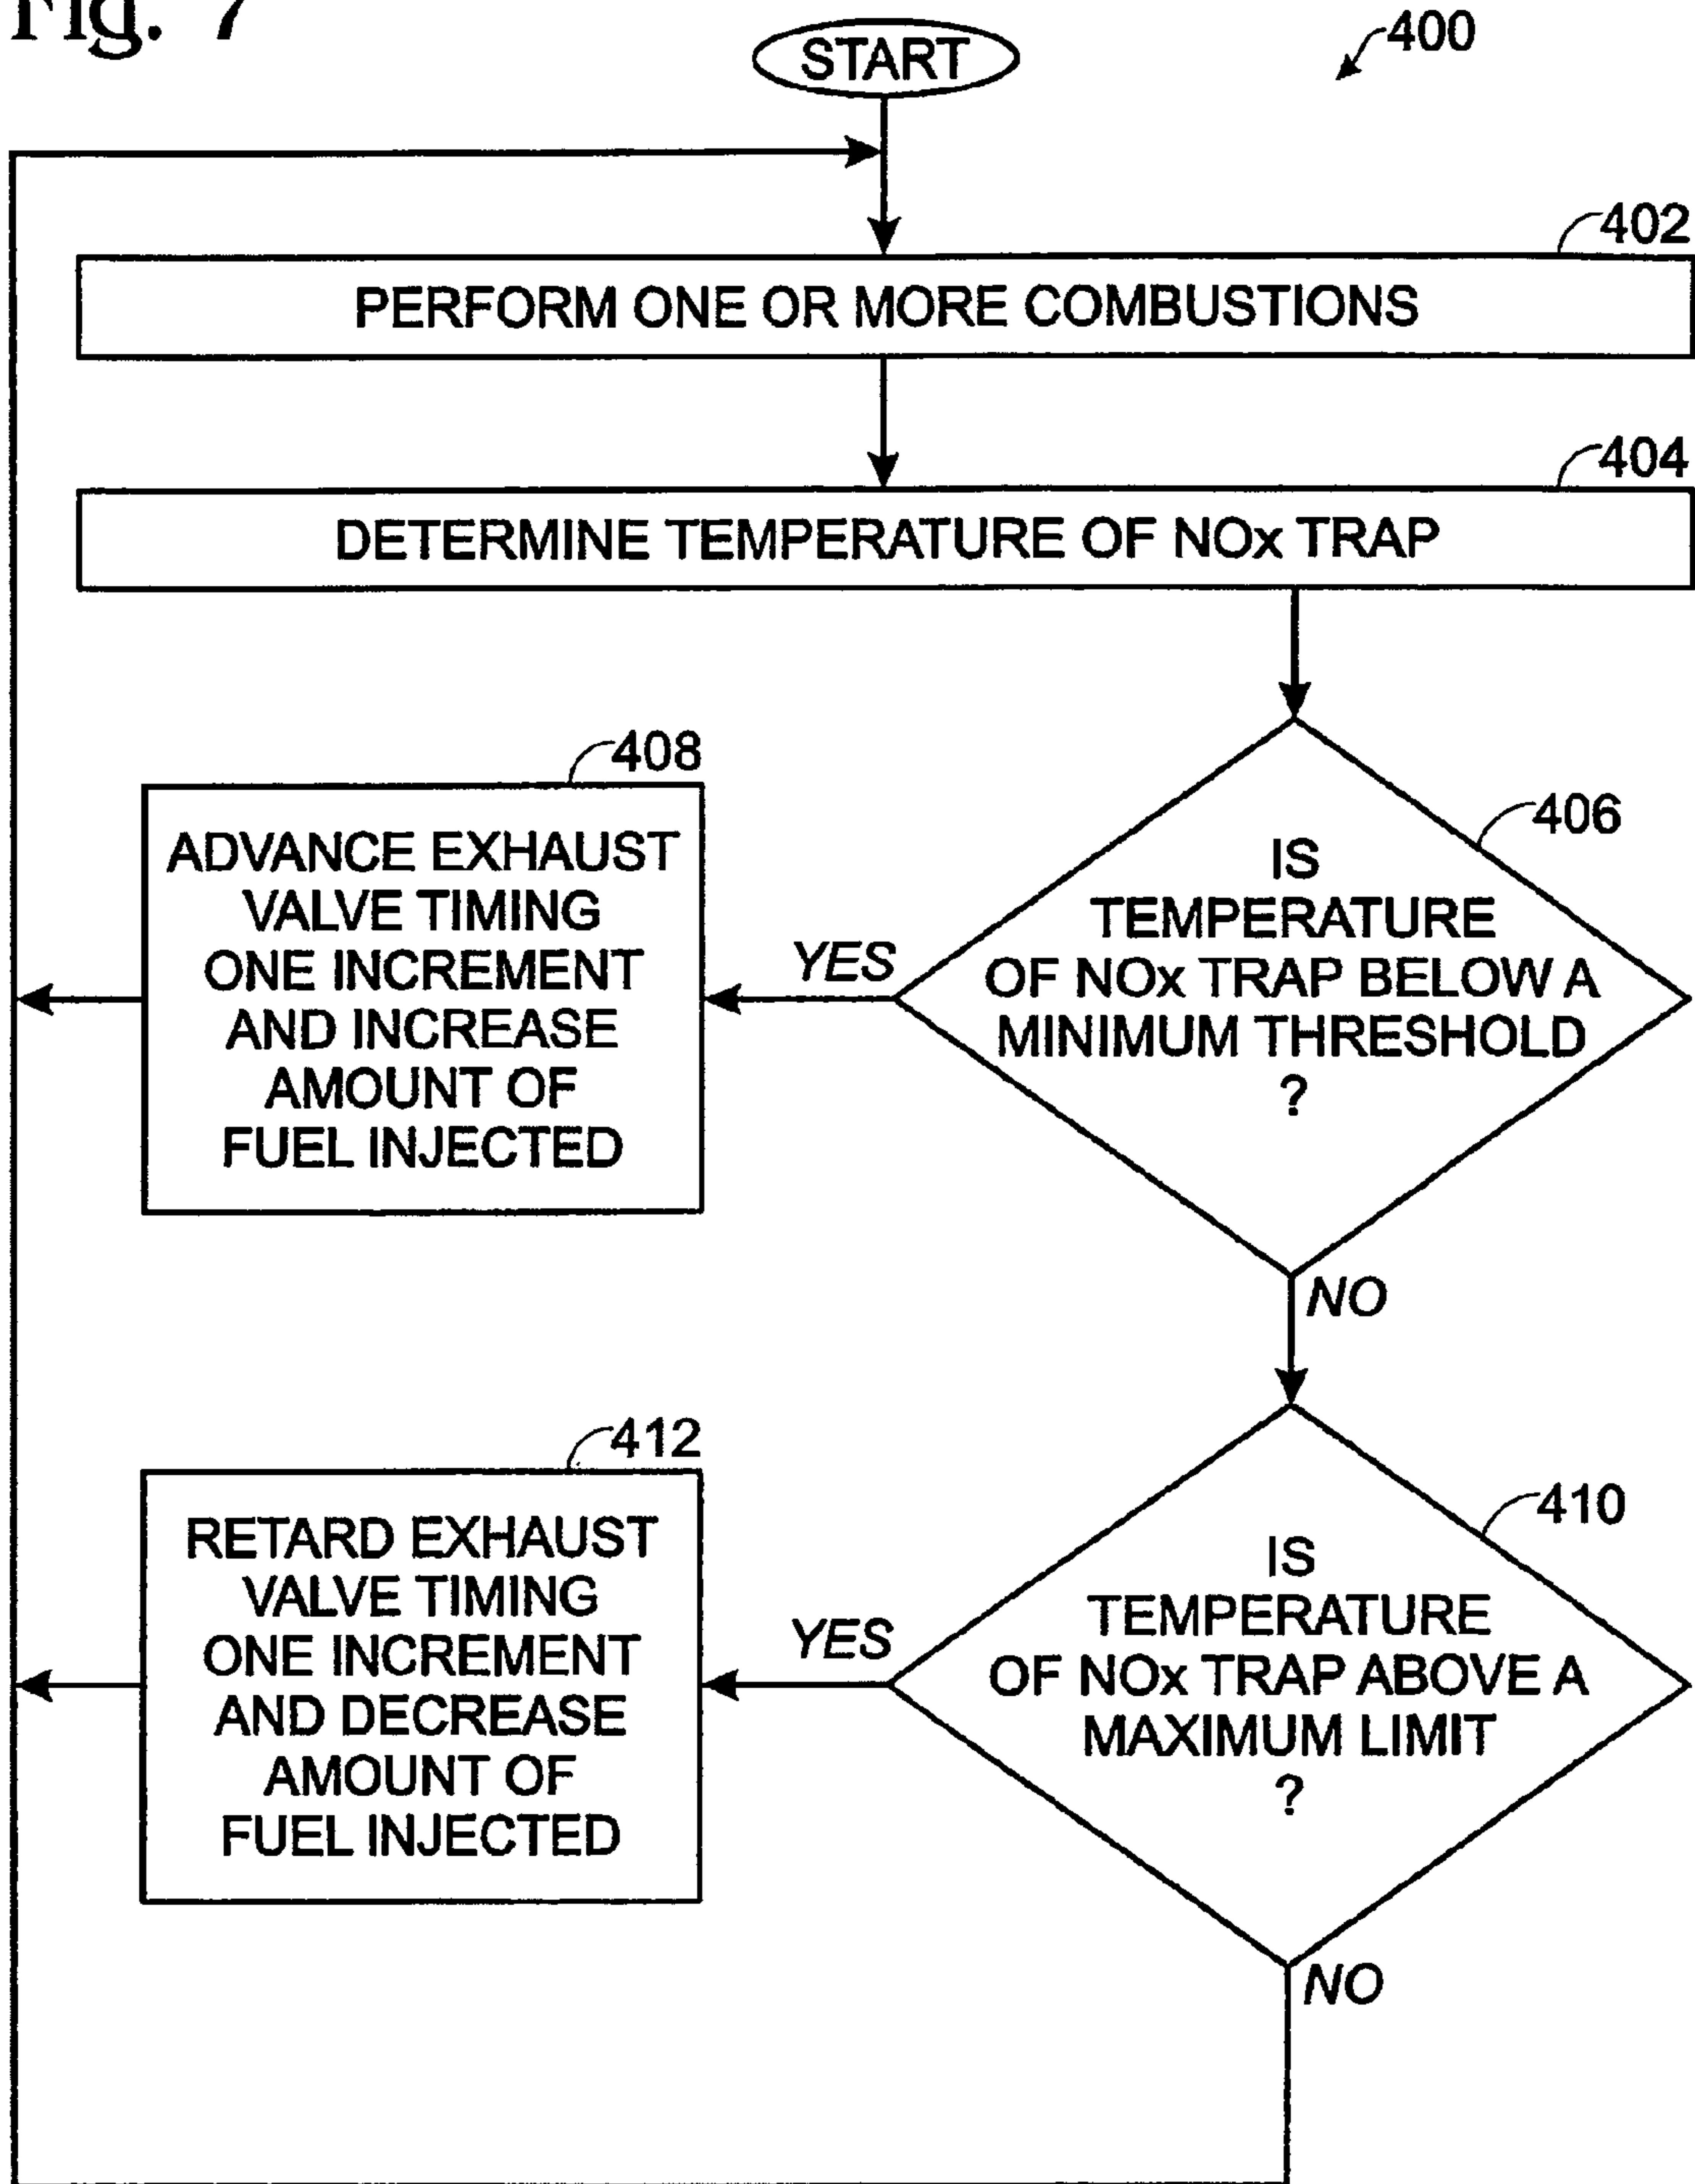 Fig. 7
START
400
402
PERFORM ONE OR MORE COMBUSTIONS
404
DETERMINE TEMPERATURE OF NOx TRAP
406
IS
TEMPERATURE
OF NOx TRAP BELOW A
MINIMUM THRESHOLD
?
YES
408
ADVANCE EXHAUST
VALVE TIMING
ONE INCREMENT
AND INCREASE
AMOUNT OF
FUEL INJECTED
NO
410
IS
TEMPERATURE
OF NOx TRAP ABOVE A
MAXIMUM LIMIT
?
YES
412
RETARD EXHAUST
VALVE TIMING
ONE INCREMENT
AND DECREASE
AMOUNT OF
FUEL INJECTED
NO